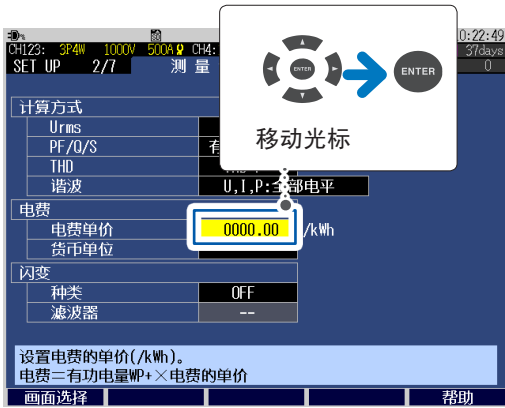 CH123: 3P4W 1000V 500A CH4: 0:22:49
37days
SET UP 2/7 测 量 0
ENTER
ENTER
移动光标
计算方式
Urms
PF/Q/S 有
THD
谐波 U,I,P:全部电平
电费
电费单价 0000.00 /kWh
货币单位
闪变
种类 OFF
滤波器 --
设置电费的单价(/kWh)。
电费＝有功电量WP+×电费的单价
画面选择 帮助